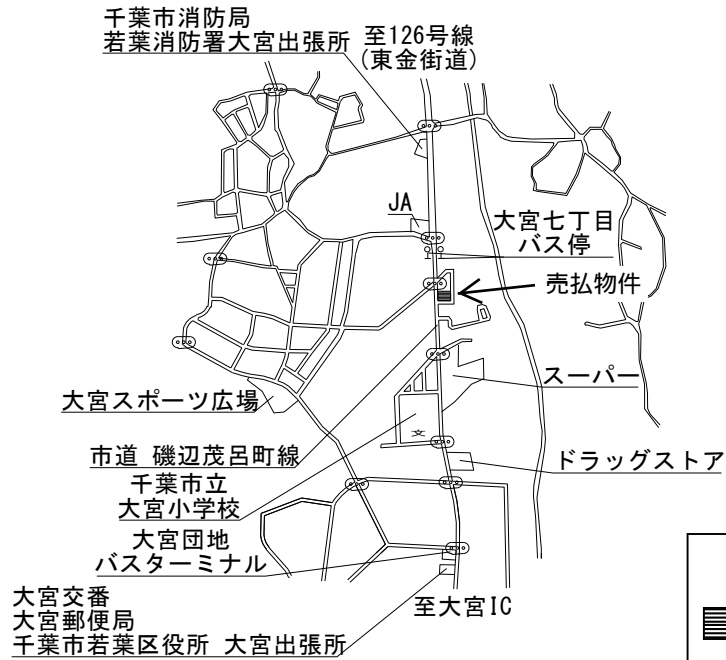 千葉市消防局
若葉消防署大宮出張所
至126号線
(東金街道)
JA
大宮七丁目
バス停
売払物件
スーパー
大宮スポーツ広場
市道 磯辺茂呂町線
ドラッグストア
千葉市立
大宮小学校
大宮団地
バスターミナル
大宮交番
大宮郵便局
千葉市若葉区役所 大宮出張所
至大宮IC